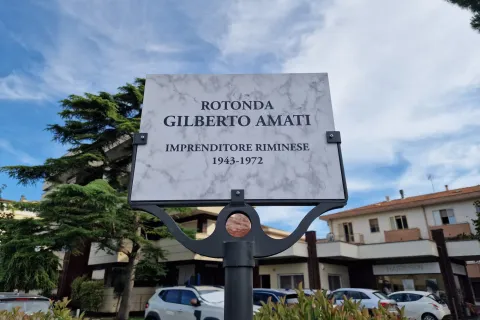 ROTONDA
GILBERTO AMATI
IMPRENDITORE RIMINESE
1943-1972